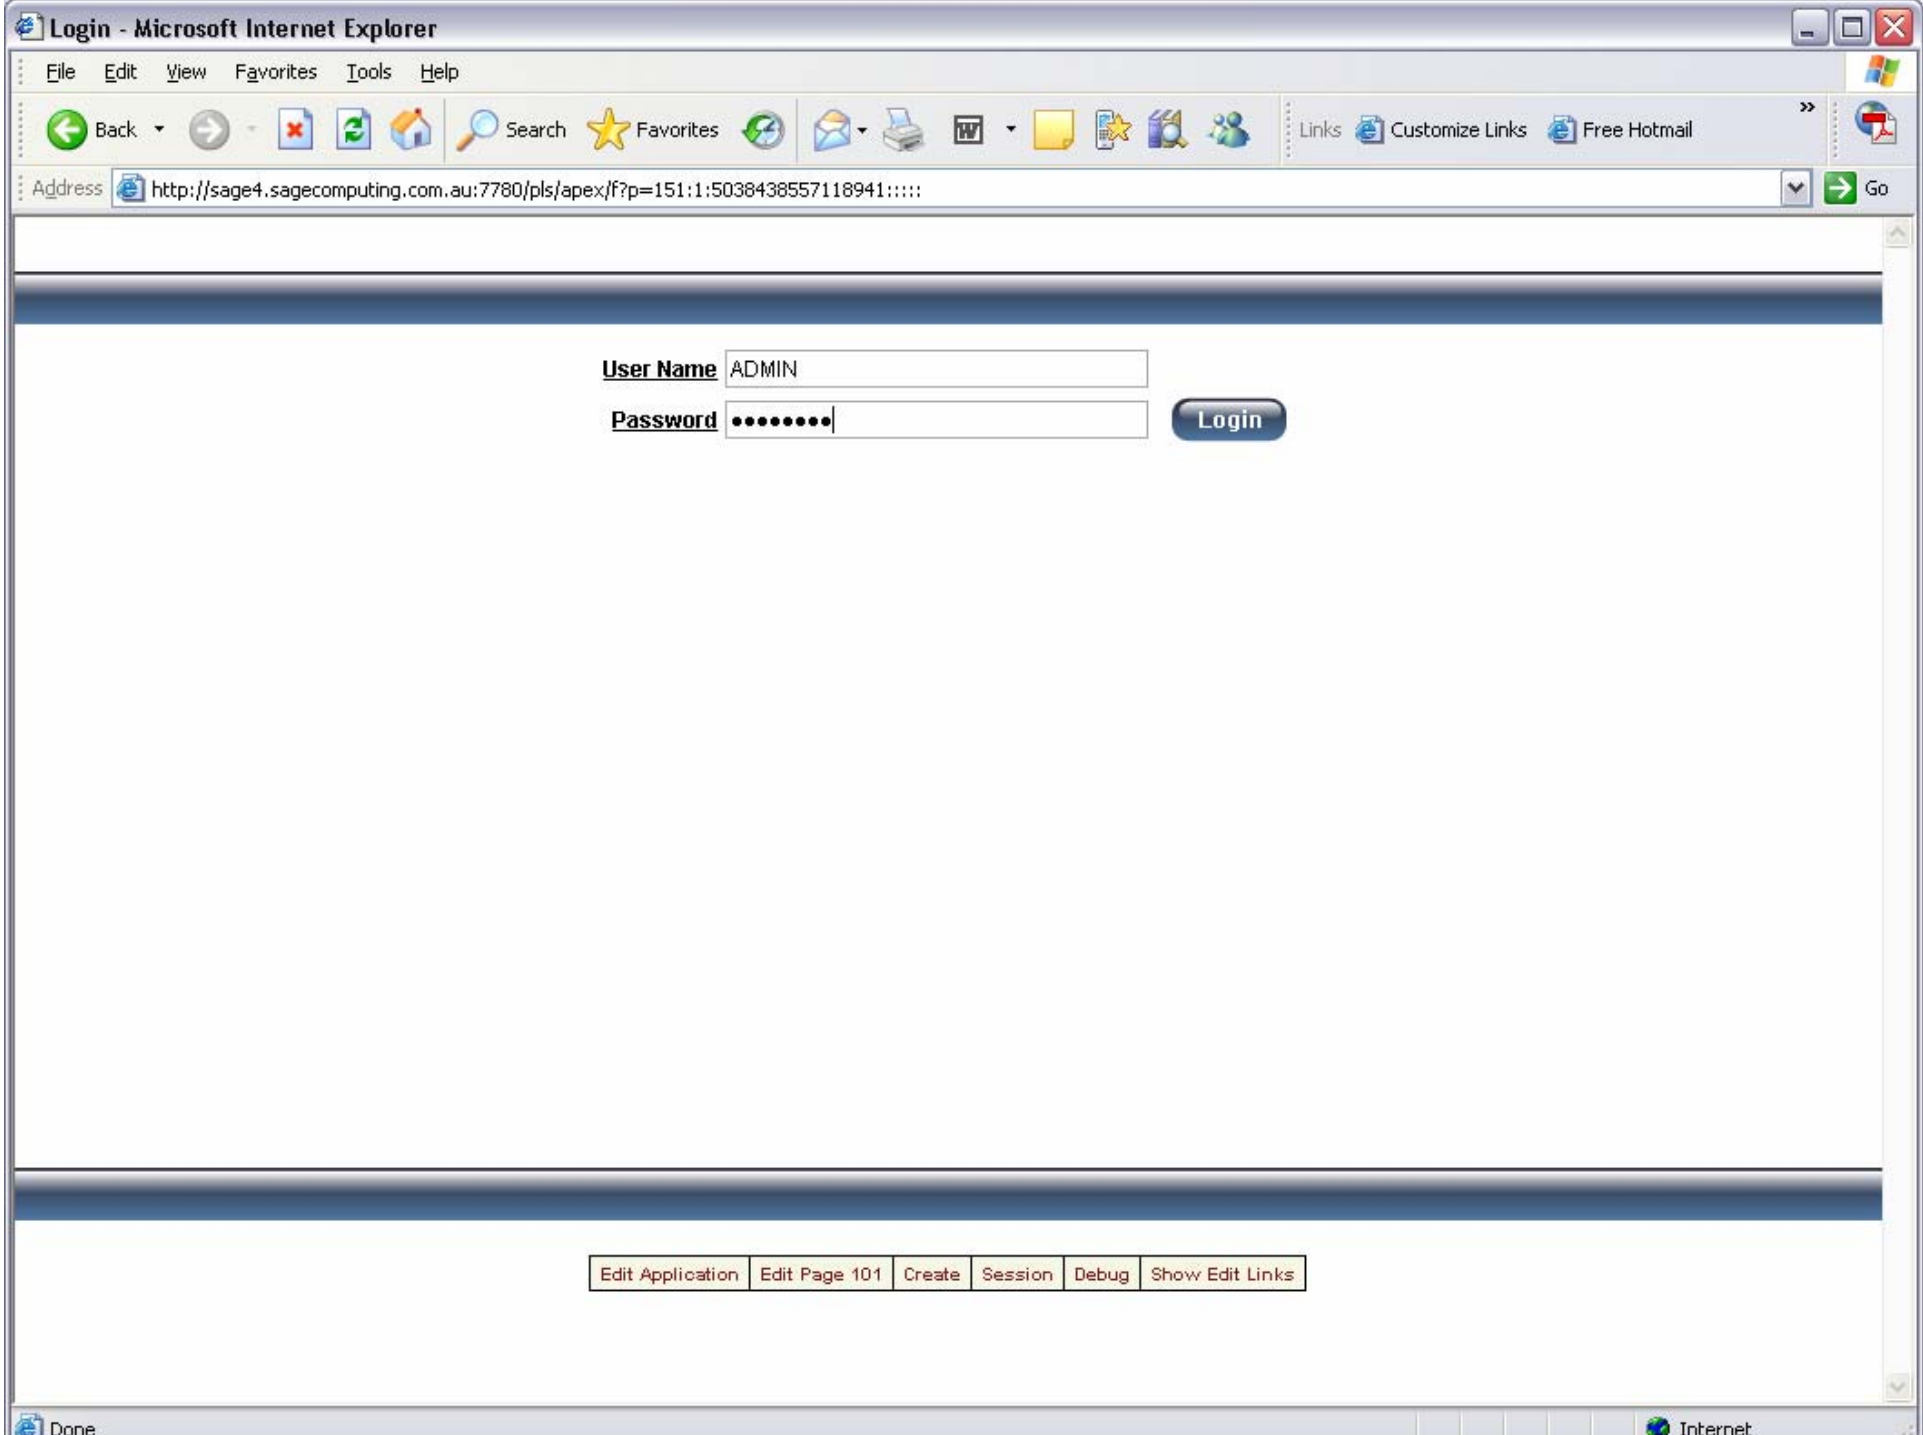 Login - Microsoft Internet Explorer
File Edit View Favorites Tools Help
Back Search Favorites W Links Customize Links Free Hotmail »
Address http://sage4.sagecomputing.com.au:7780/pls/apex/f?p=151:1:5038438557118941::::: Go
User Name ADMIN
Password ●●●●●●●● Login
Edit Application Edit Page 101 Create Session Debug Show Edit Links
Done Internet